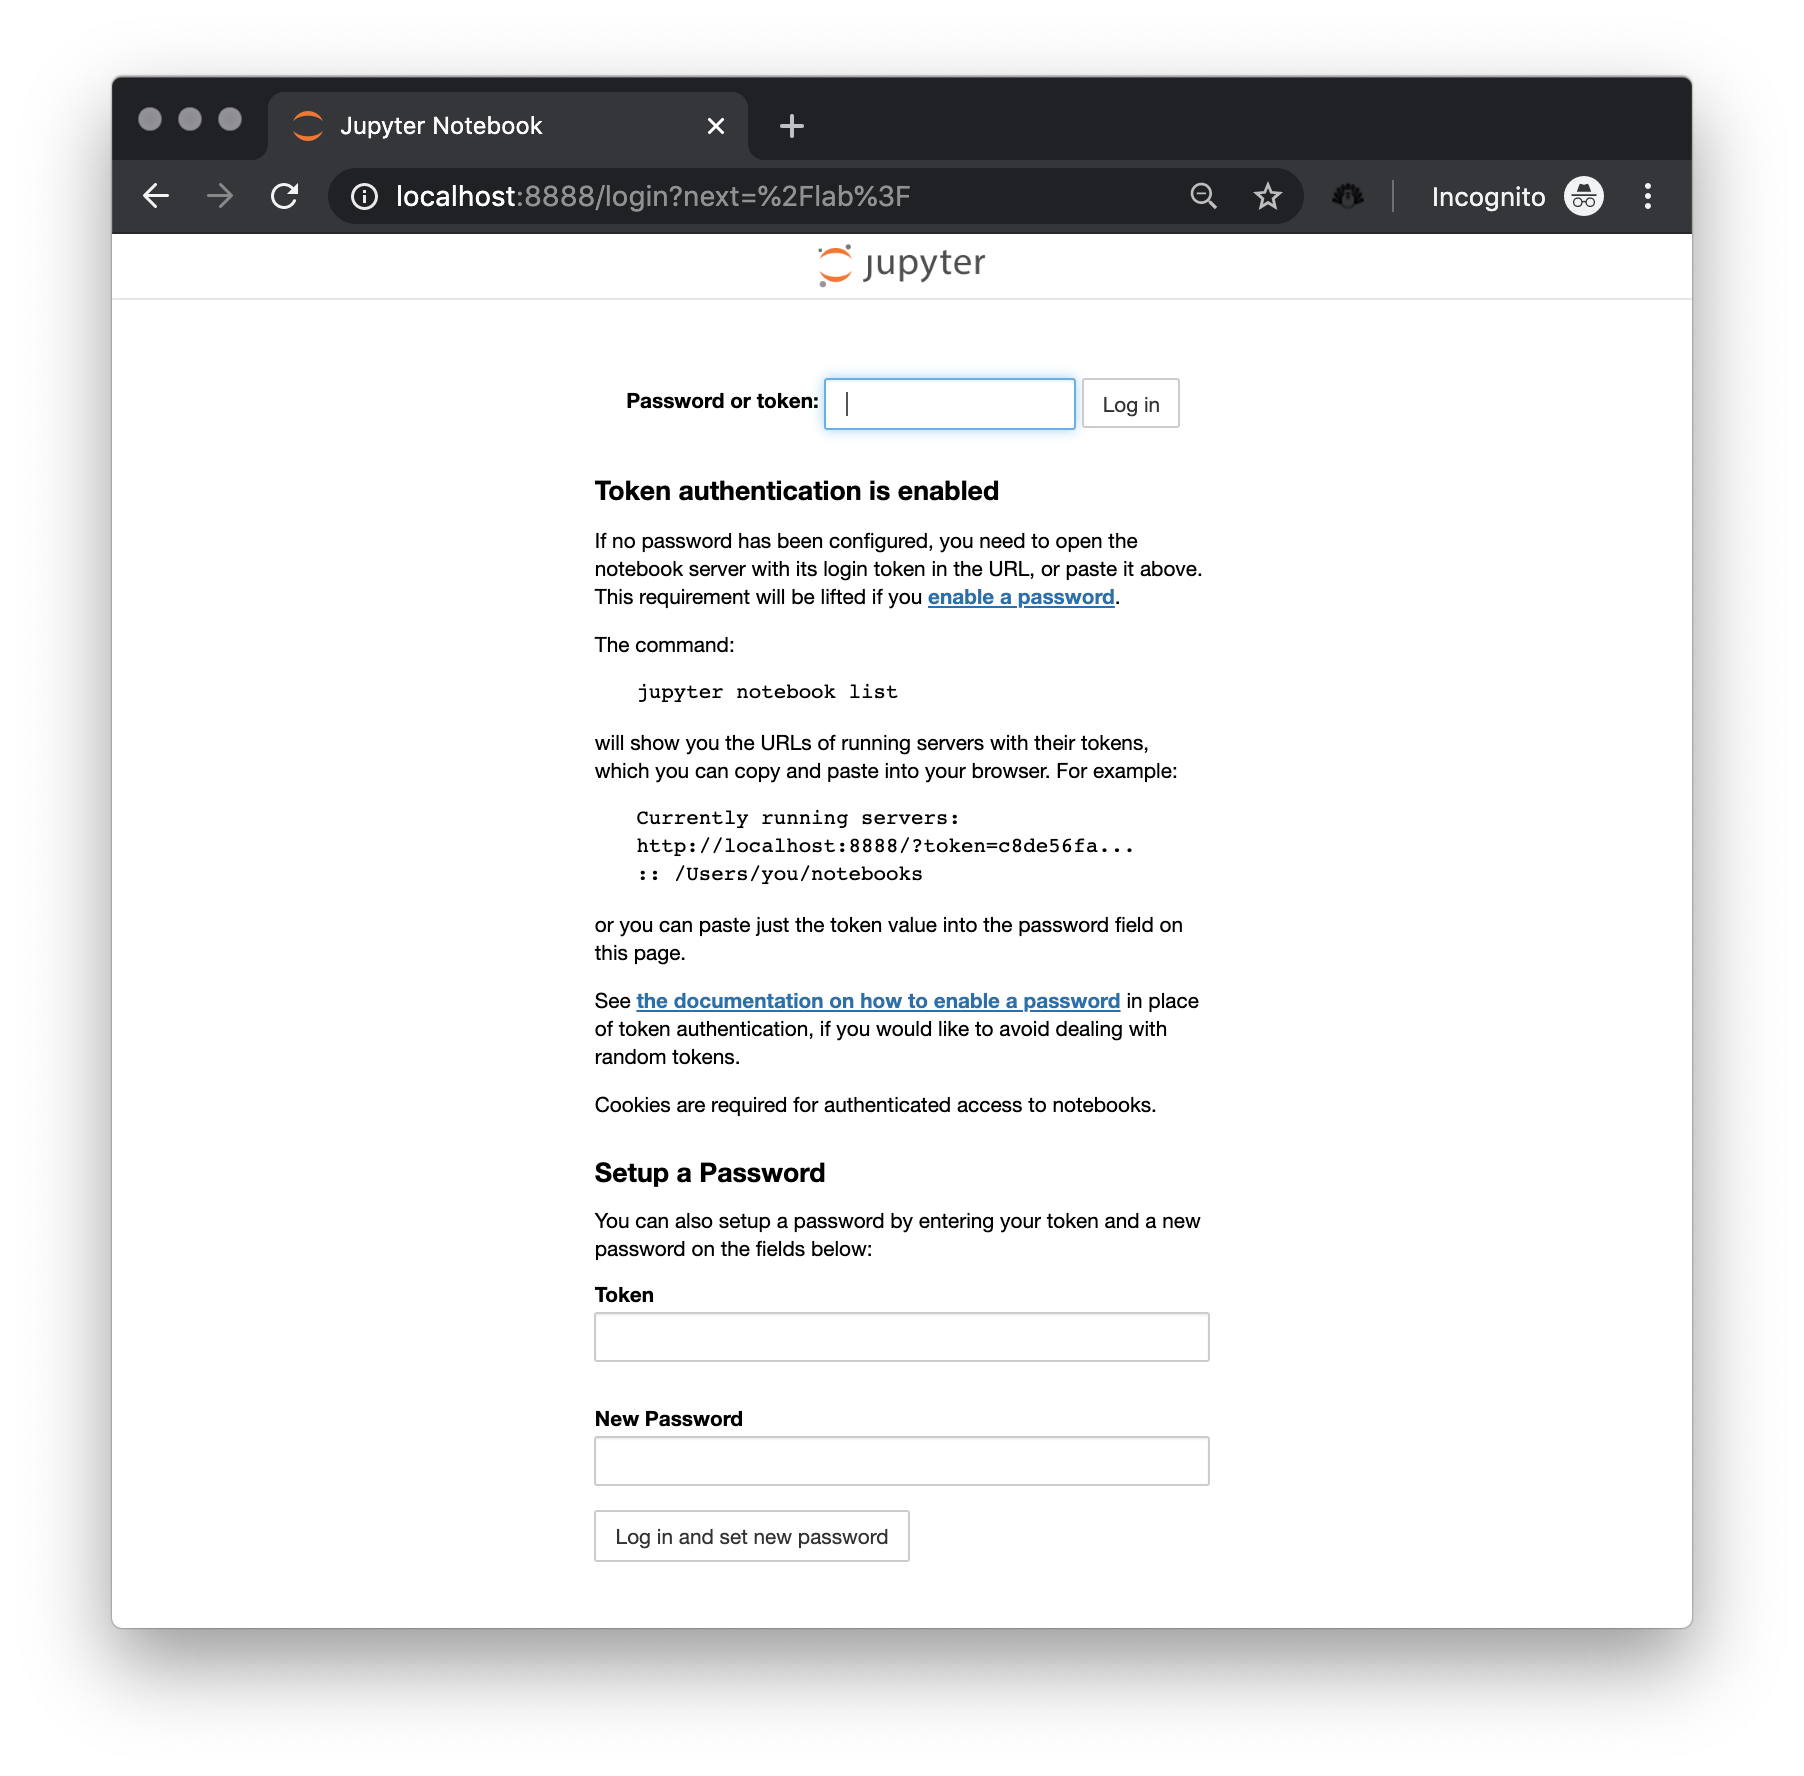 Jupyter Notebook
localhost:8888/login?next=%2Flab%3F
Incognito
jupyter
Password or token:
Log in
Token authentication is enabled
If no password has been configured, you need to open the
notebook server with its login token in the URL, or paste it above.
This requirement will be lifted if you enable a password.
The command:
jupyter notebook list
will show you the URLs of running servers with their tokens,
which you can copy and paste into your browser. For example:
Currently running servers:
http://localhost:8888/?token=c8de56fa...
:: /Users/you/notebooks
or you can paste just the token value into the password field on
this page.
See the documentation on how to enable a password in place
of token authentication, if you would like to avoid dealing with
random tokens.
Cookies are required for authenticated access to notebooks.
Setup a Password
You can also setup a password by entering your token and a new
password on the fields below:
Token
New Password
Log in and set new password